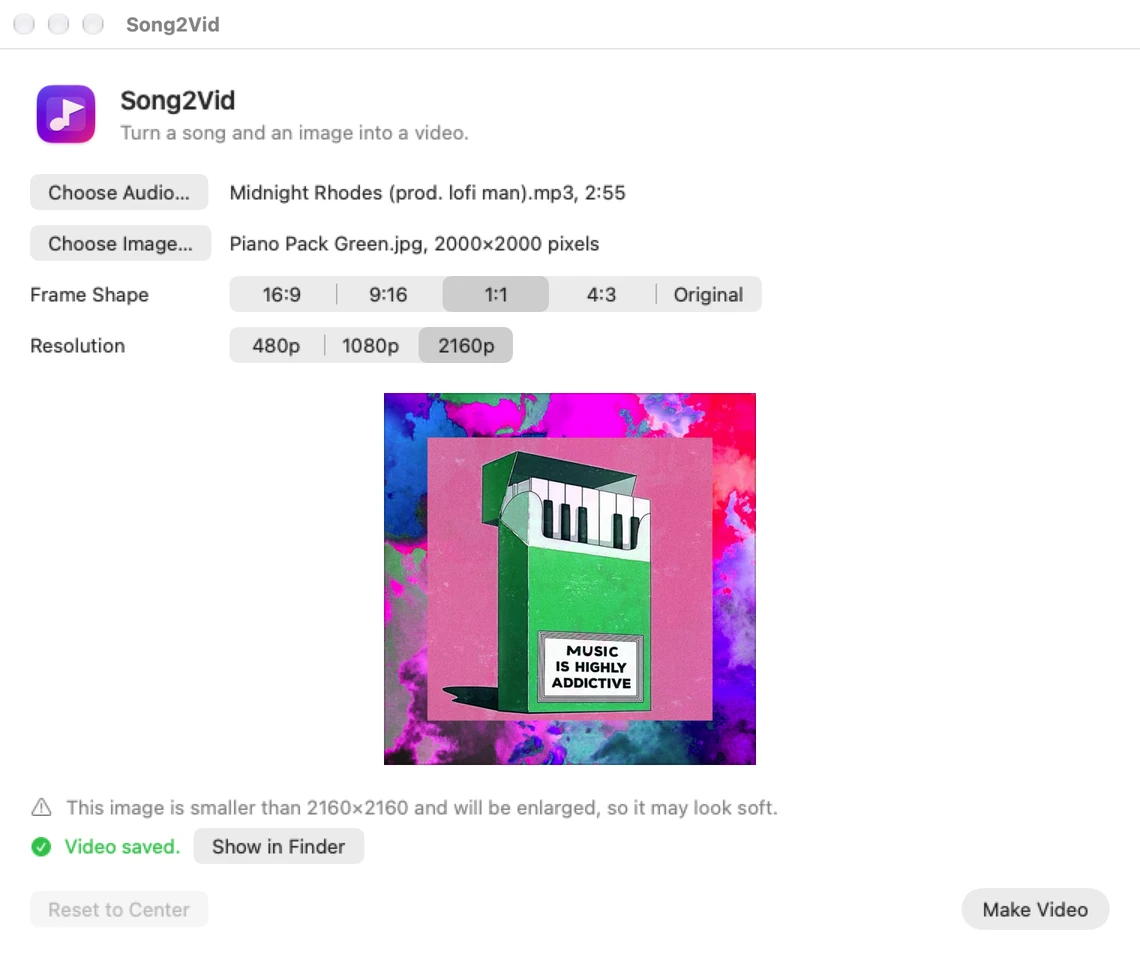 Song2Vid
Song2Vid
Turn a song and an image into a video.
Choose Audio... Midnight Rhodes (prod. lofi man).mp3, 2:55
Choose Image... Piano Pack Green.jpg, 2000×2000 pixels
Frame Shape 16:9 9:16 1:1 4:3 Original
Resolution 480p 1080p 2160p
MUSIC
IS HIGHLY
ADDICTIVE
This image is smaller than 2160×2160 and will be enlarged, so it may look soft.
Video saved. Show in Finder
Reset to Center Make Video